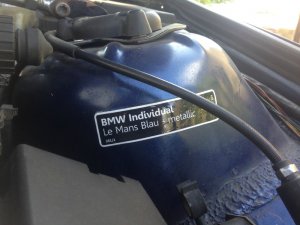 BMW Individual
Le Mans Blau - metallic